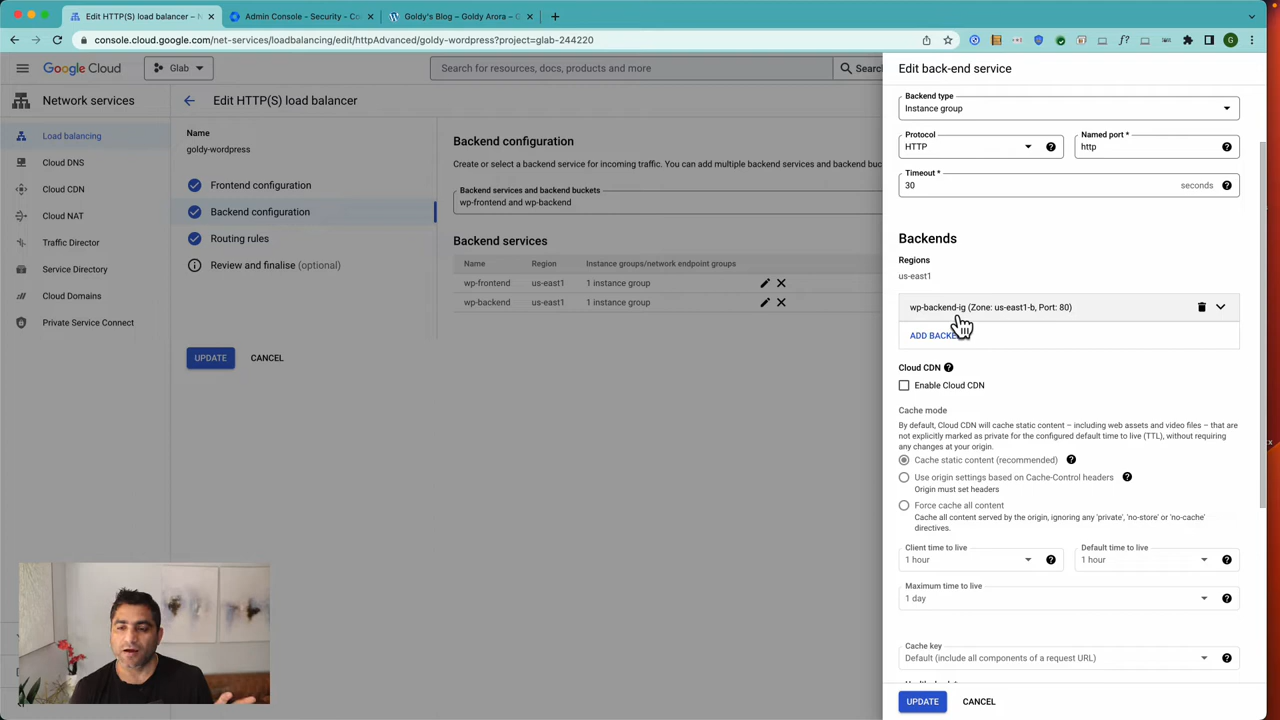 Edit HTTP(S) load balancer – N
Admin Console - Security - Co
Goldy's Blog – Goldy Arora – G
console.cloud.google.com/net-services/loadbalancing/edit/httpAdvanced/goldy-wordpress?project=glab-244220
f?
G
Google Cloud
Glab
Search for resources, docs, products and more
Search
Network services
Load balancing
Cloud DNS
Cloud CDN
Cloud NAT
Traffic Director
Service Directory
Cloud Domains
Private Service Connect
Edit HTTP(S) load balancer
Name
goldy-wordpress
Frontend configuration
Backend configuration
Routing rules
Review and finalise (optional)
UPDATE CANCEL
Backend configuration
Create or select a backend service for incoming traffic. You can add multiple backend services and backend buc
Backend services and backend buckets
wp-frontend and wp-backend
Backend services
Name Region Instance groups/network endpoint groups
wp-frontend us-east1 1 instance group
wp-backend us-east1 1 instance group
Edit back-end service
Backend type
Instance group
Protocol
HTTP
Named port *
http
Timeout *
30 seconds
Backends
Regions
us-east1
wp-backend-ig (Zone: us-east1-b, Port: 80)
ADD BACKE
Cloud CDN
Enable Cloud CDN
Cache mode
By default, Cloud CDN will cache static content – including web assets and video files – that are
not explicitly marked as private for the configured default time to live (TTL), without requiring
any changes at your origin.
Cache static content (recommended)
Use origin settings based on Cache-Control headers
Origin must set headers
Force cache all content
Cache all content served by the origin, ignoring any 'private', 'no-store' or 'no-cache'
directives.
Client time to live
1 hour
Default time to live
1 hour
Maximum time to live
1 day
Cache key
Default (include all components of a request URL)
UPDATE CANCEL